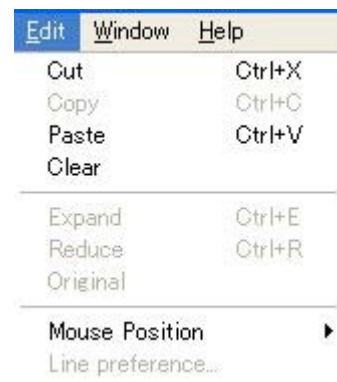 Edit Window Help
Cut Ctrl+X
Copy Ctrl+C
Paste Ctrl+V
Clear
Expand Ctrl+E
Reduce Ctrl+R
Original
Mouse Position
Line preference...